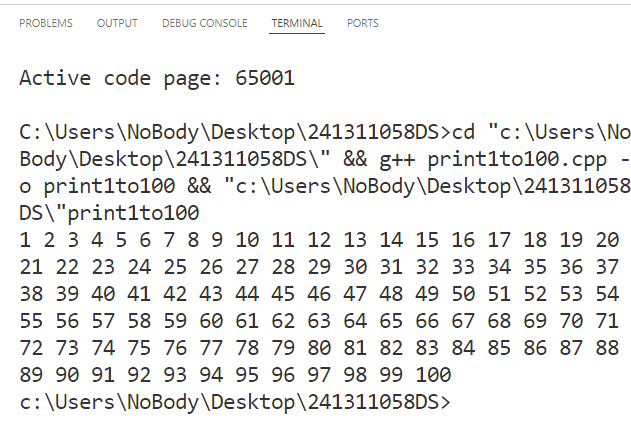 PROBLEMS OUTPUT DEBUG CONSOLE TERMINAL PORTS
Active code page: 65001
C:\Users\NoBody\Desktop\241311058DS>cd "c:\Users\No
Body\Desktop\241311058DS\" && g++ print1to100.cpp -
o print1to100 && "c:\Users\NoBody\Desktop\241311058
DS\"print1to100
1 2 3 4 5 6 7 8 9 10 11 12 13 14 15 16 17 18 19 20
21 22 23 24 25 26 27 28 29 30 31 32 33 34 35 36 37
38 39 40 41 42 43 44 45 46 47 48 49 50 51 52 53 54
55 56 57 58 59 60 61 62 63 64 65 66 67 68 69 70 71
72 73 74 75 76 77 78 79 80 81 82 83 84 85 86 87 88
89 90 91 92 93 94 95 96 97 98 99 100
c:\Users\NoBody\Desktop\241311058DS>